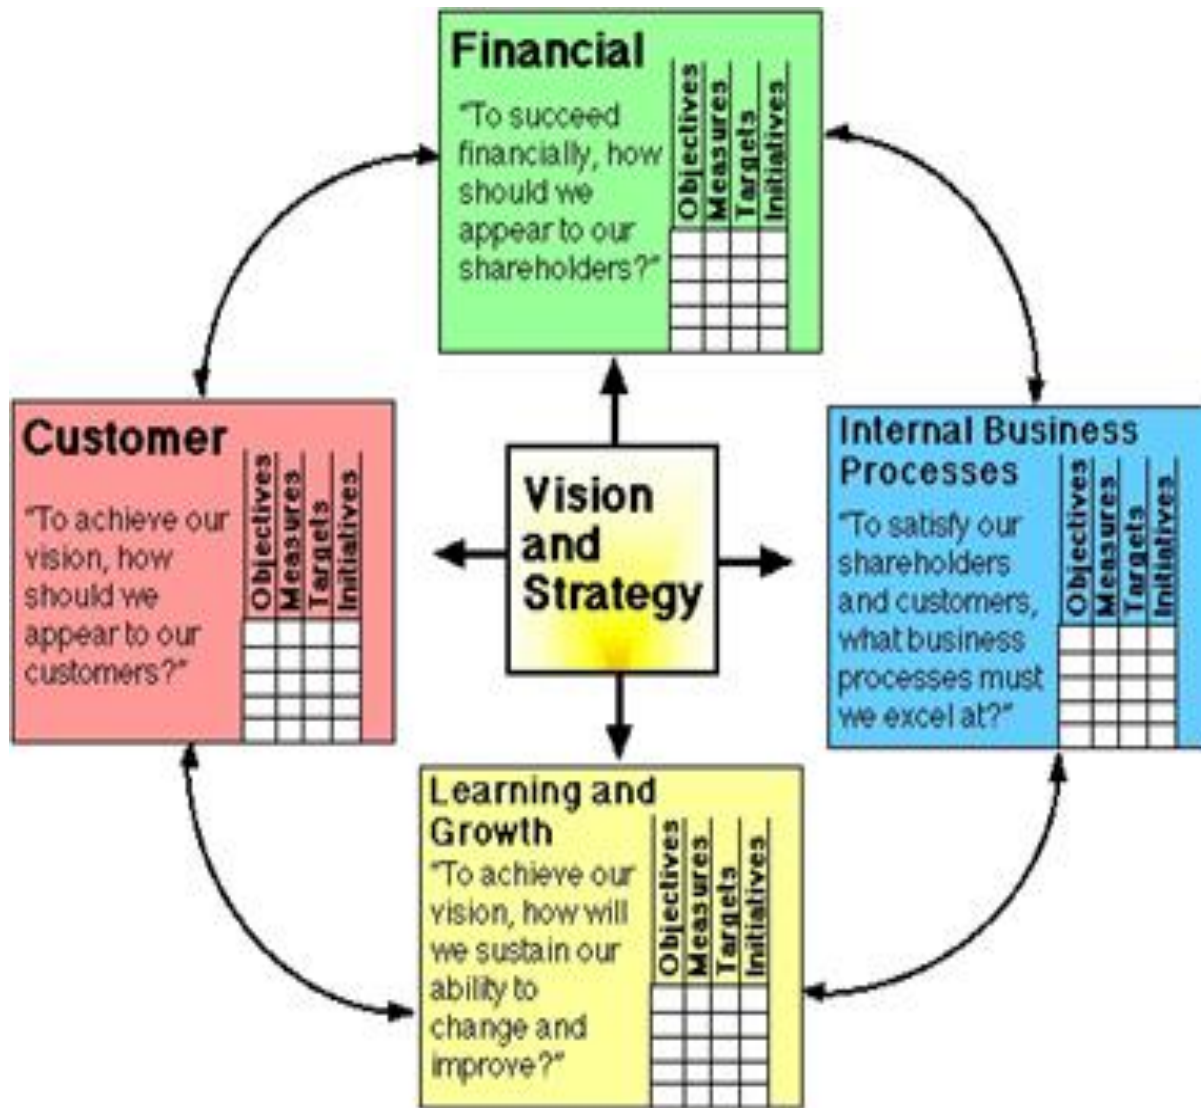 Financial
"To succeed
financially, how
should we
appear to our
shareholders?"
Objectives
Measures
Targets
Initiatives
Customer
"To achieve our
vision, how
should we
appear to our
customers?"
Objectives
Measures
Targets
Initiatives
Vision
and
Strategy
Internal Business
Processes
"To satisfy our
shareholders
and customers,
what business
processes must
we excel at?"
Objectives
Measures
Targets
Initiatives
Learning and
Growth
"To achieve our
vision, how will
we sustain our
ability to
change and
improve?"
Objectives
Measures
Targets
Initiatives